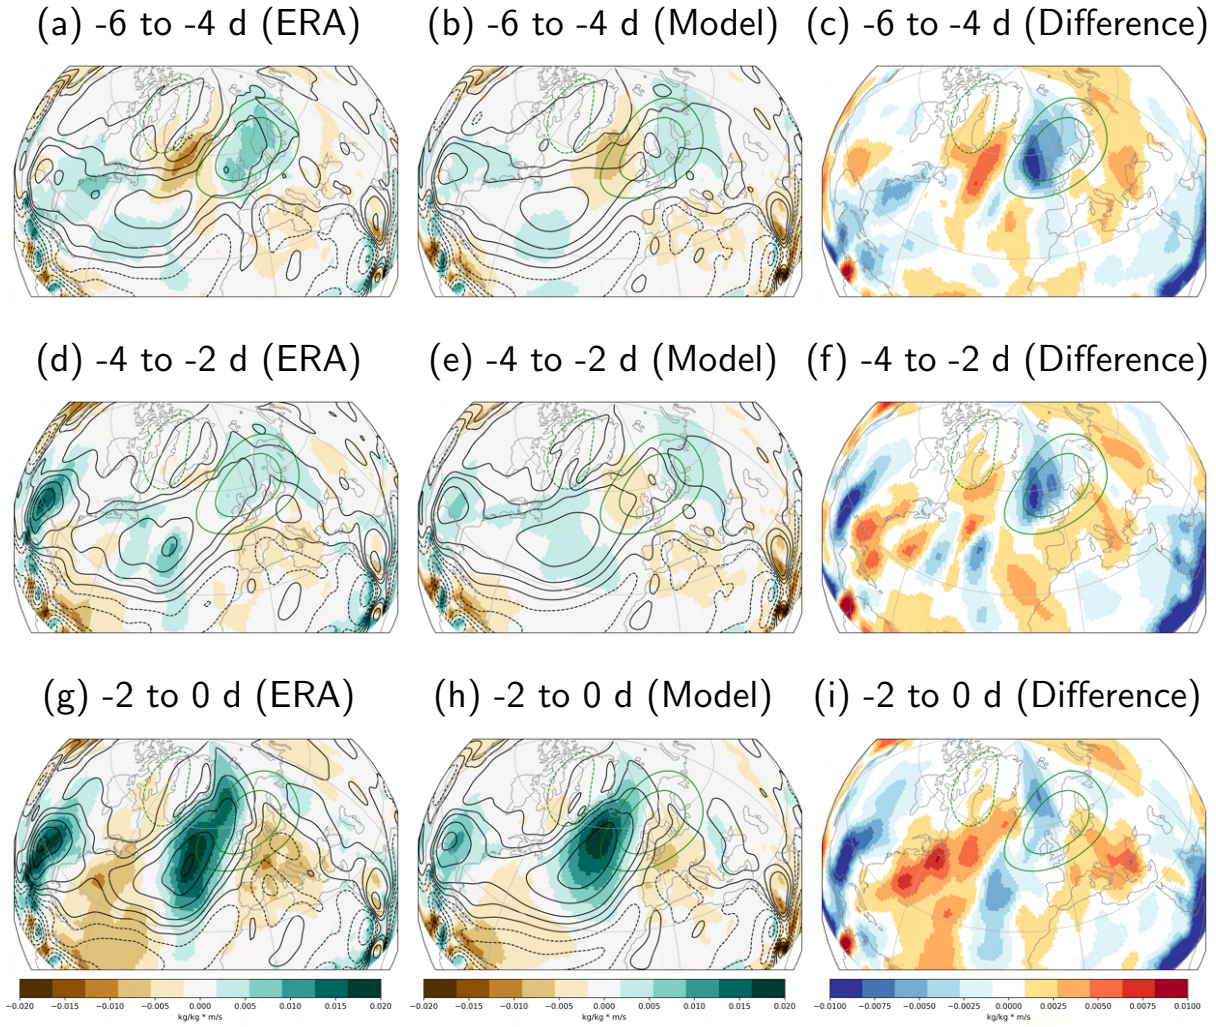 (a) -6 to -4 d (ERA)
(b) -6 to -4 d (Model)
(c) -6 to -4 d (Difference)
(d) -4 to -2 d (ERA)
(e) -4 to -2 d (Model)
(f) -4 to -2 d (Difference)
(g) -2 to 0 d (ERA)
(h) -2 to 0 d (Model)
(i) -2 to 0 d (Difference)
−0.020 −0.015 −0.010 −0.005 0.000 0.005 0.010 0.015 0.020
kg/kg * m/s
−0.020 −0.015 −0.010 −0.005 0.000 0.005 0.010 0.015 0.020
kg/kg * m/s
−0.0100 −0.0075 −0.0050 −0.0025 0.0000 0.0025 0.0050 0.0075 0.0100
kg/kg * m/s